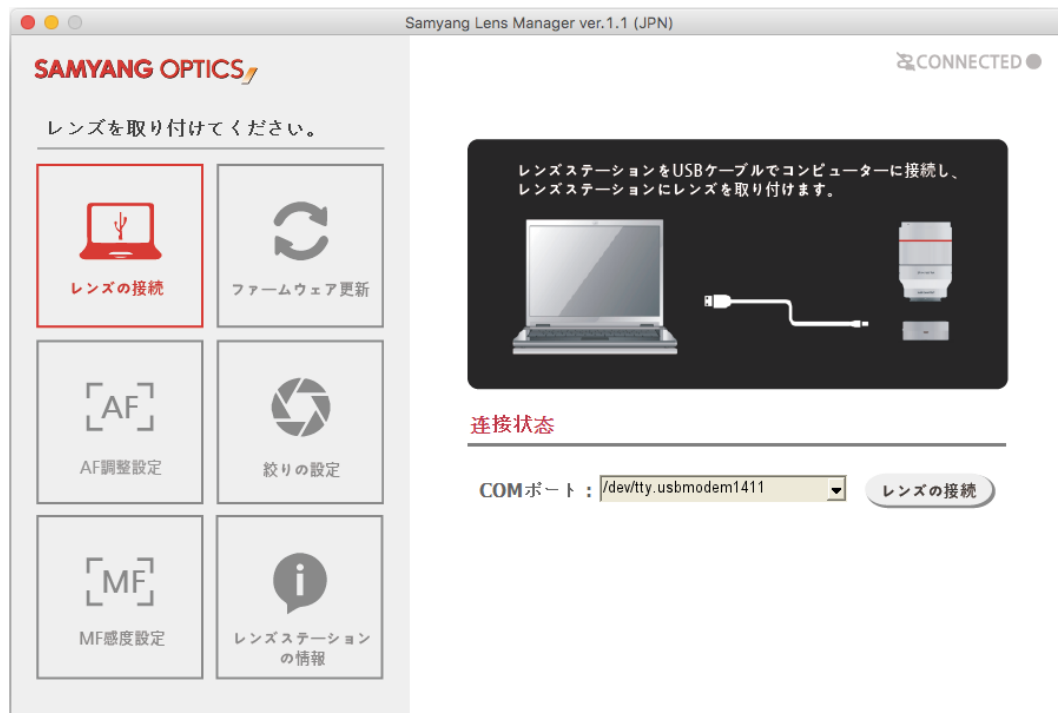 Samyang Lens Manager ver.1.1 (JPN)
SAMYANG OPTICS
CONNECTED
レンズを取り付けてください。
レンズの接続
ファームウェア更新
AF
AF調整設定
絞りの設定
MF
MF感度設定
i
レンズステーション
の情報
レンズステーションをUSBケーブルでコンピューターに接続し、
レンズステーションにレンズを取り付けます。
连接状态
COMポート：/dev/tty.usbmodem1411 レンズの接続